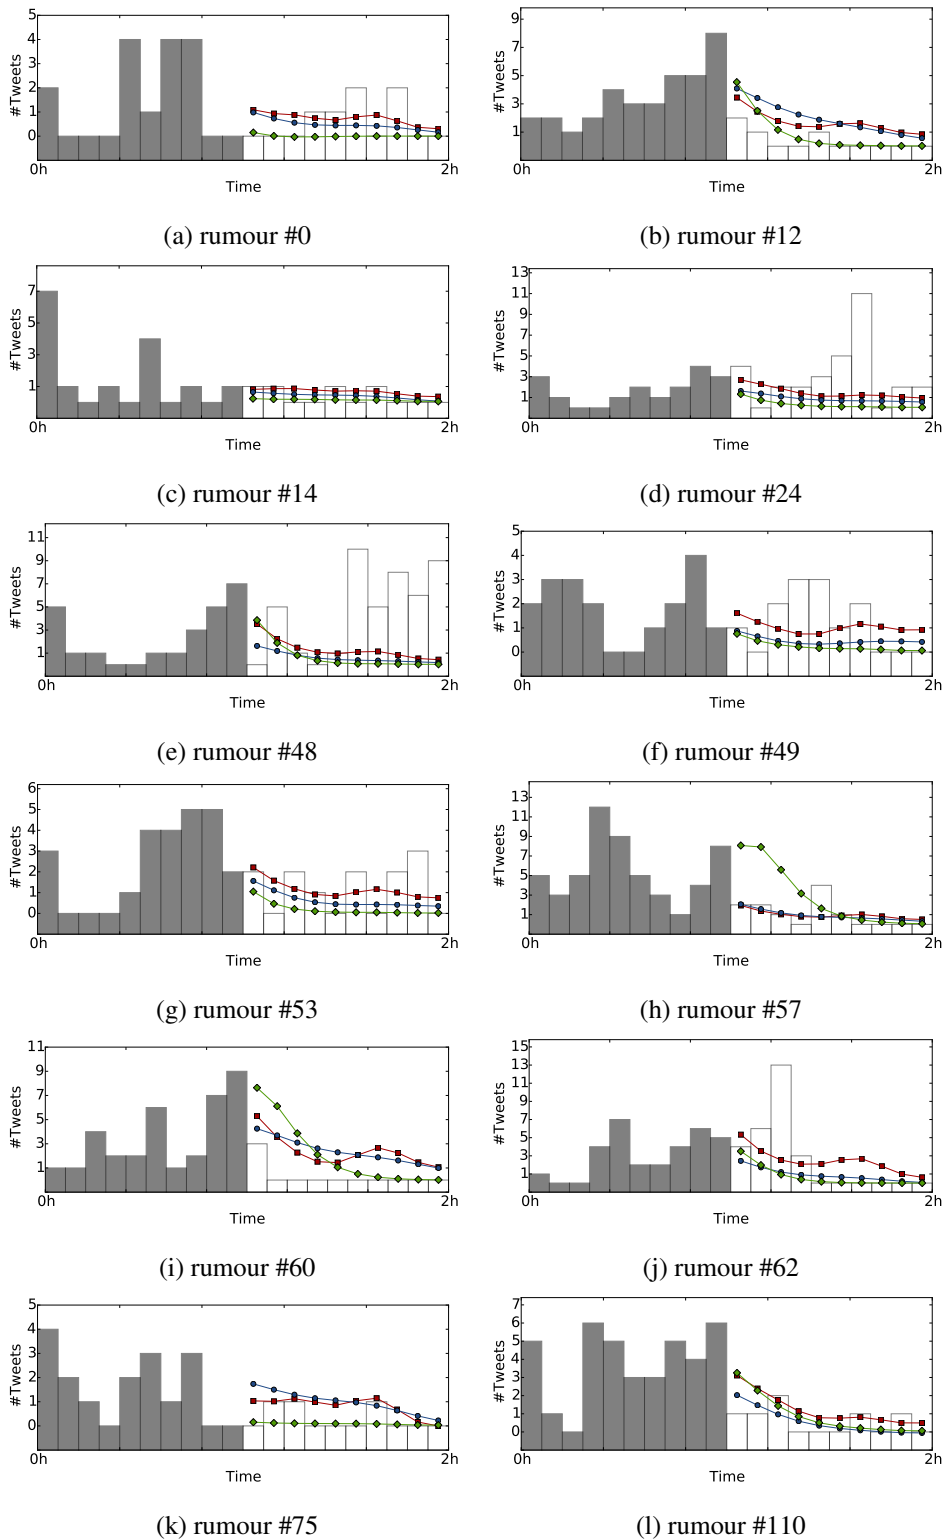 5
4
3
2
1
0
#Tweets
0h
2h
Time
(a) rumour #0
9
7
5
3
1
#Tweets
0h
2h
Time
(b) rumour #12
7
5
3
1
#Tweets
0h
2h
Time
(c) rumour #14
13
11
9
7
5
3
1
#Tweets
0h
2h
Time
(d) rumour #24
11
9
7
5
3
1
#Tweets
0h
2h
Time
(e) rumour #48
5
4
3
2
1
0
#Tweets
0h
2h
Time
(f) rumour #49
6
5
4
3
2
1
0
#Tweets
0h
2h
Time
(g) rumour #53
13
11
9
7
5
3
1
#Tweets
0h
2h
Time
(h) rumour #57
11
9
7
5
3
1
#Tweets
0h
2h
Time
(i) rumour #60
15
13
11
9
7
5
3
1
#Tweets
0h
2h
Time
(j) rumour #62
5
4
3
2
1
0
#Tweets
0h
2h
Time
(k) rumour #75
7
6
5
4
3
2
1
0
#Tweets
0h
2h
Time
(l) rumour #110